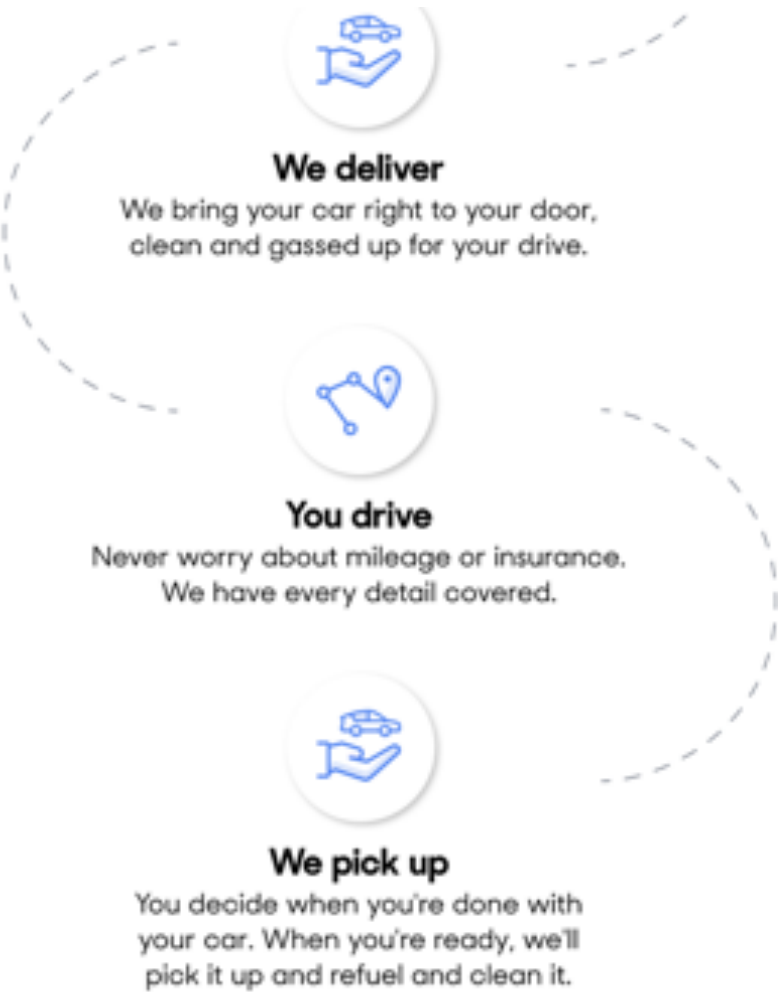 We deliver
We bring your car right to your door,
clean and gassed up for your drive.
You drive
Never worry about mileage or insurance.
We have every detail covered.
We pick up
You decide when you're done with
your car. When you're ready, we'll
pick it up and refuel and clean it.